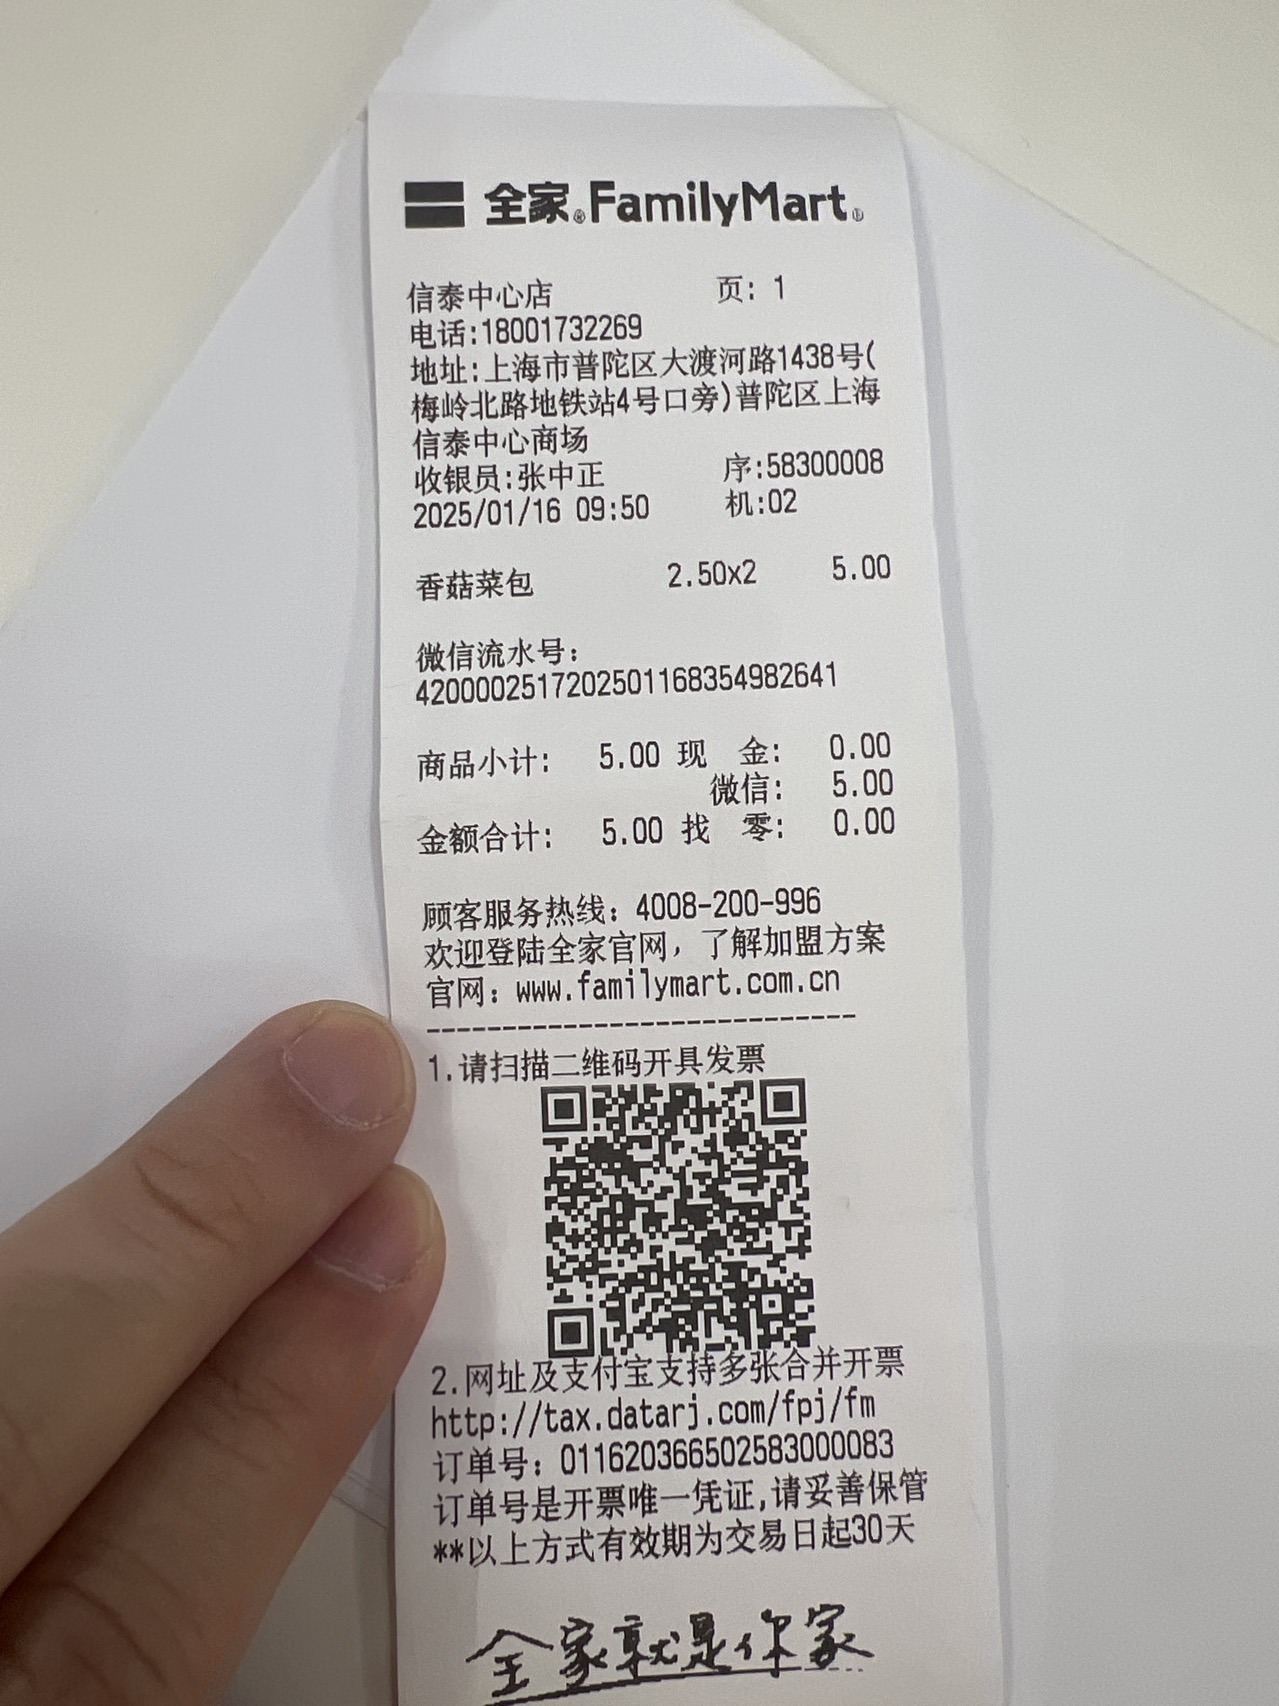 全家®FamilyMart®
信泰中心店 页: 1
电话:18001732269
地址:上海市普陀区大渡河路1438号(
梅岭北路地铁站4号口旁)普陀区上海
信泰中心商场
收银员:张中正 序:58300008
2025/01/16 09:50 机:02
香菇菜包 2.50x2 5.00
微信流水号:
4200002517202501168354982641
商品小计: 5.00 现 金: 0.00
微信: 5.00
金额合计: 5.00 找 零: 0.00
顾客服务热线: 4008-200-996
欢迎登陆全家官网, 了解加盟方案
官网: www.familymart.com.cn
----------------------------
1.请扫描二维码开具发票
2.网址及支付宝支持多张合并开票
http://tax.datarj.com/fpj/fm
订单号: 0116203665025830000083
订单号是开票唯一凭证,请妥善保管
**以上方式有效期为交易日起30天
全家就是你家